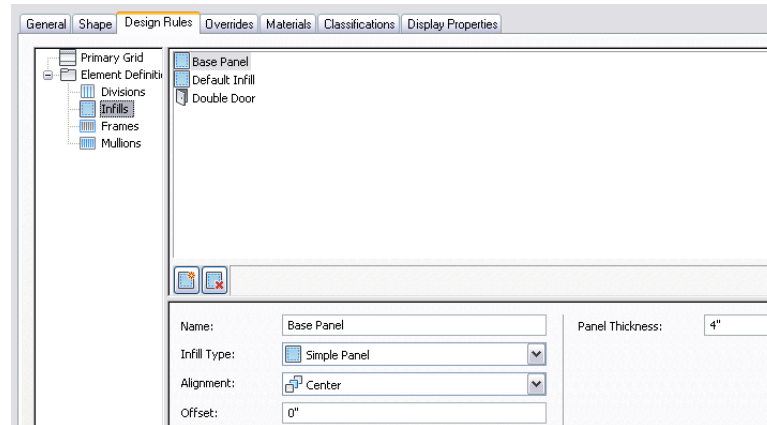 General Shape Design Rules Overrides Materials Classifications Display Properties
Primary Grid
Element Definiti
Divisions
Infills
Frames
Mullions
Base Panel
Default Infill
Double Door
Name: Base Panel Panel Thickness: 4"
Infill Type: Simple Panel
Alignment: Center
Offset: 0"